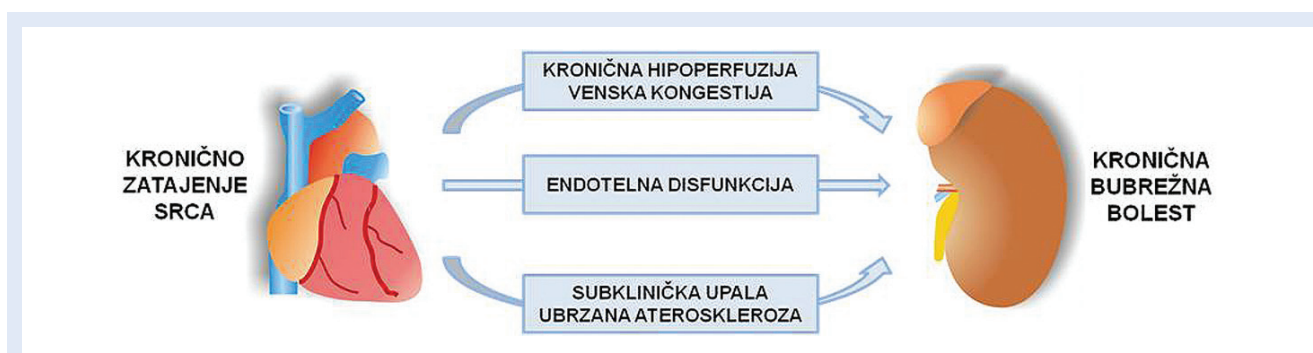 KRONIČNO
ZATAJENJE
SRCA
KRONIČNA HIPOPERFUZIJA
VENSKA KONGESTIJA
ENDOTELNA DISFUNKCIJA
SUBKLINIČKA UPALA
UBRZANA ATEROSKLEROZA
KRONIČNA
BUBREŽNA
BOLEST